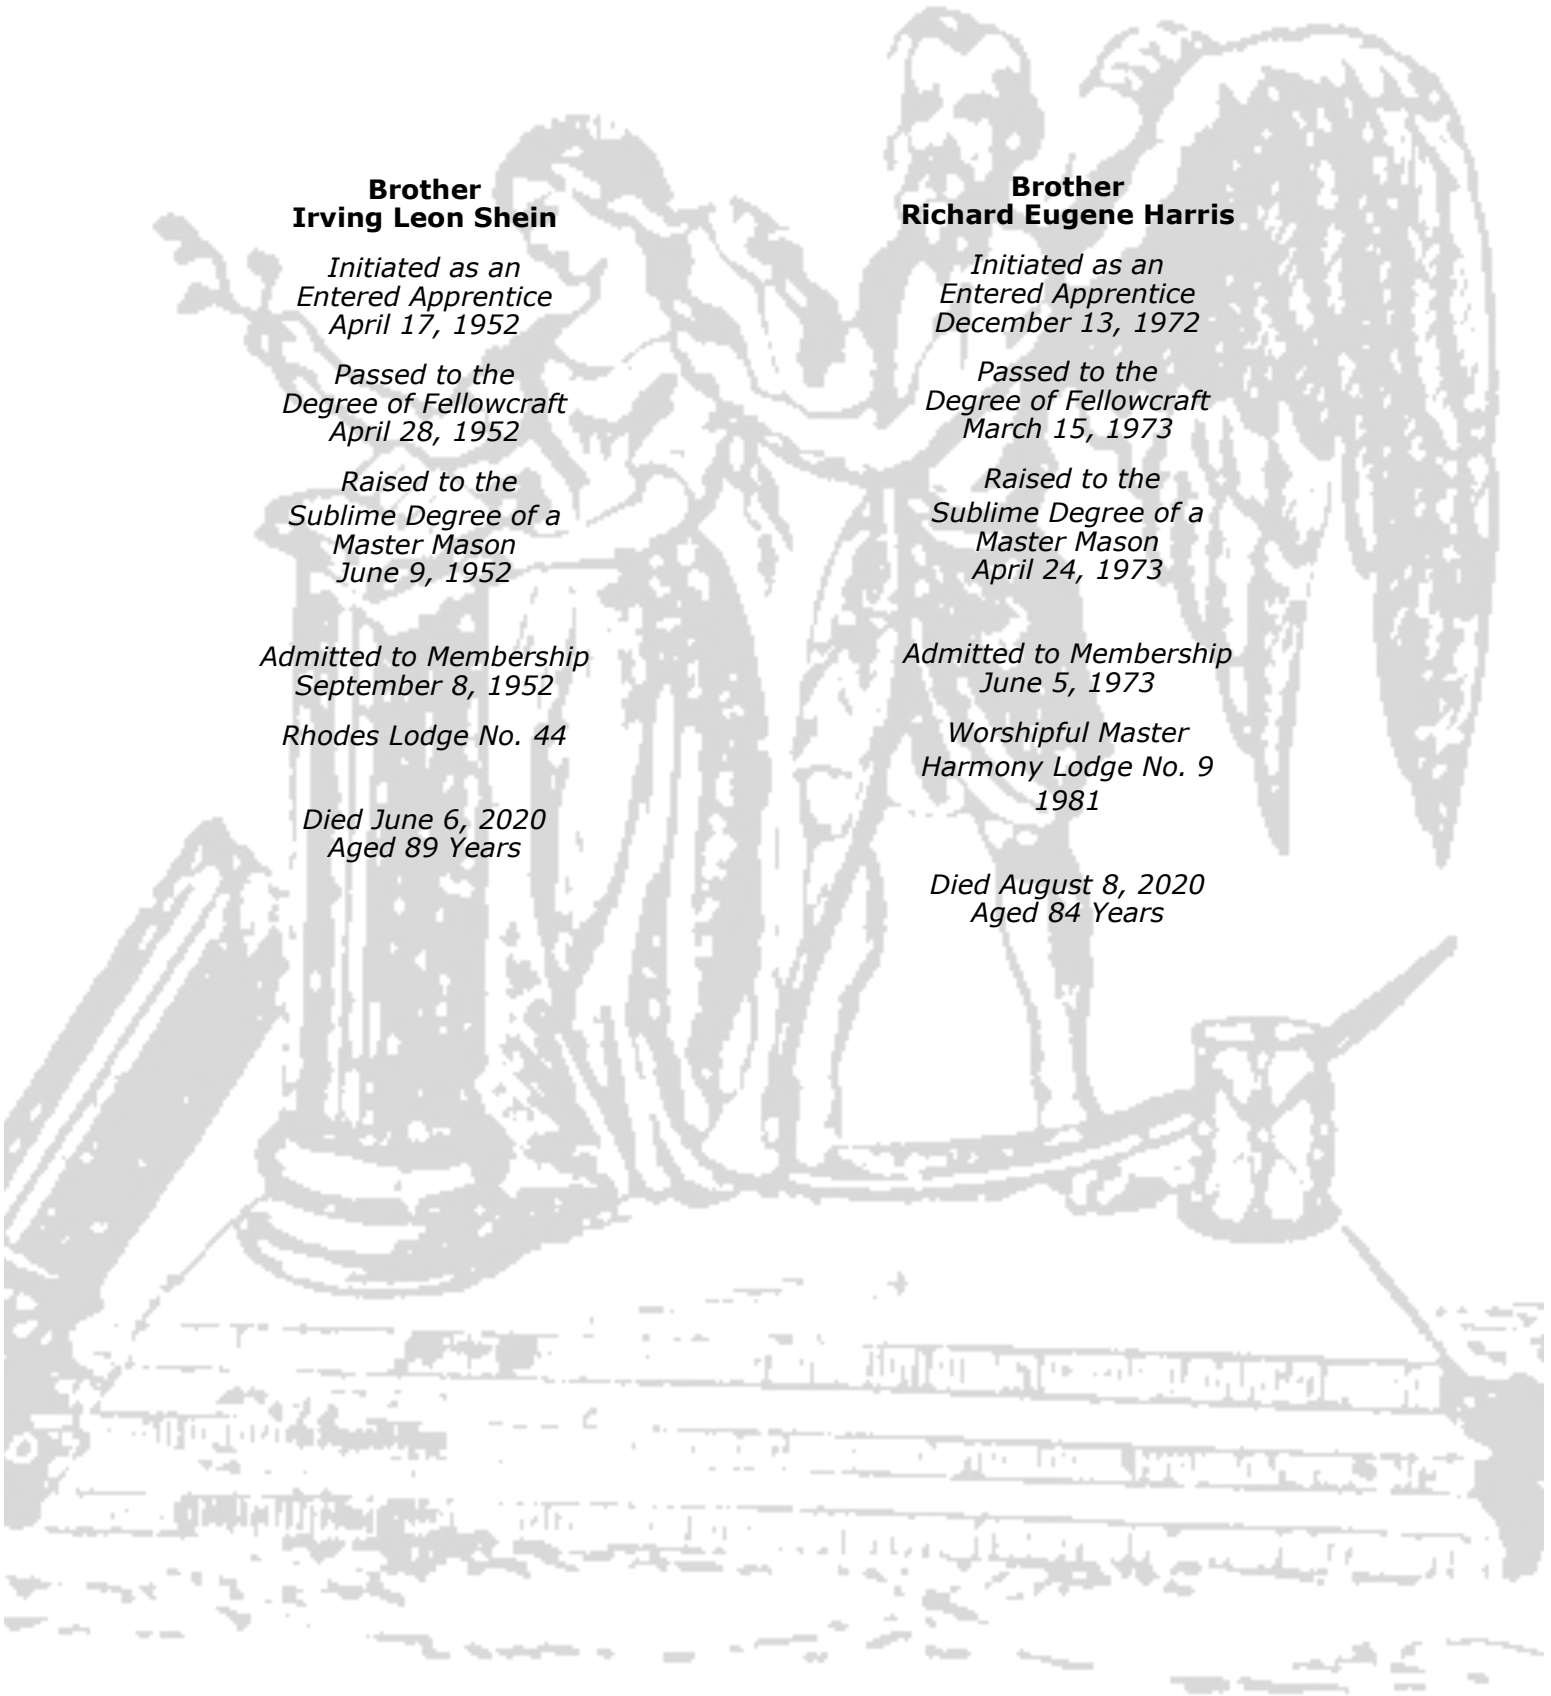 Brother
Irving Leon Shein
Initiated as an
Entered Apprentice
April 17, 1952
Passed to the
Degree of Fellowcraft
April 28, 1952
Raised to the
Sublime Degree of a
Master Mason
June 9, 1952
Admitted to Membership
September 8, 1952
Rhodes Lodge No. 44
Died June 6, 2020
Aged 89 Years
Brother
Richard Eugene Harris
Initiated as an
Entered Apprentice
December 13, 1972
Passed to the
Degree of Fellowcraft
March 15, 1973
Raised to the
Sublime Degree of a
Master Mason
April 24, 1973
Admitted to Membership
June 5, 1973
Worshipful Master
Harmony Lodge No. 9
1981
Died August 8, 2020
Aged 84 Years